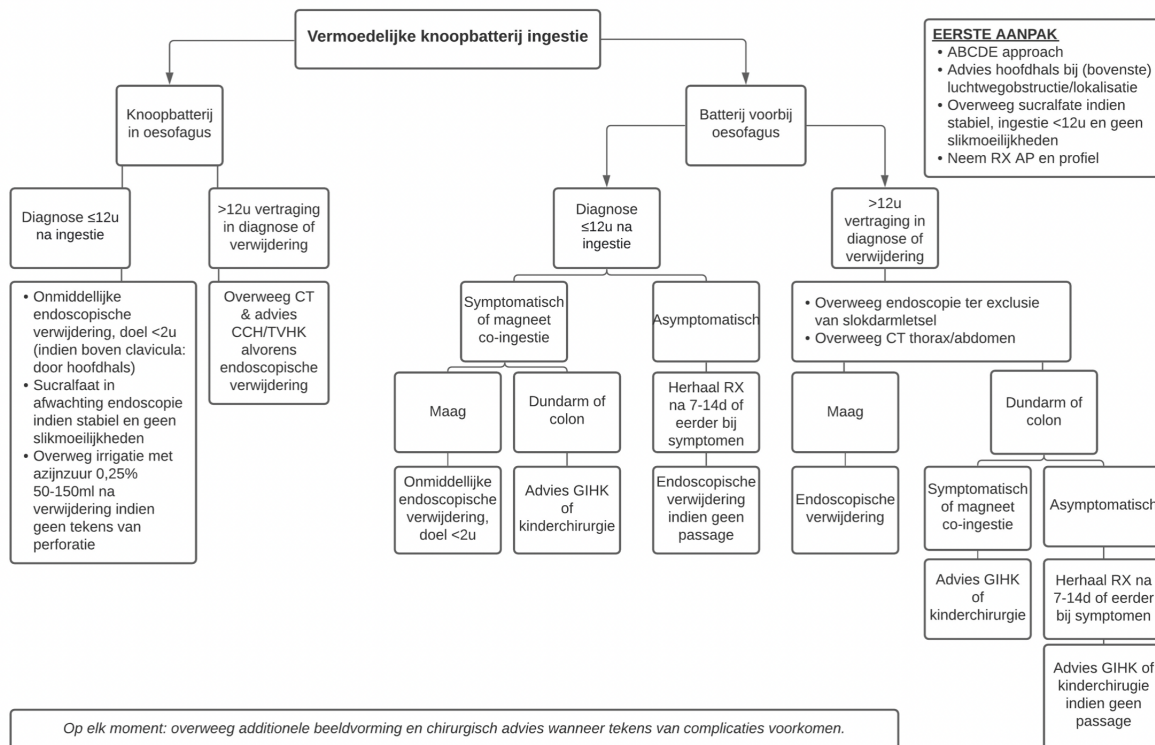 Vermoedelijke knoopbatterij ingestie
EERSTE AANPAK
• ABCDE approach
• Advies hoofdhals bij (bovenste)
luchtwegobstructie/lokalisatie
• Overweeg sucralfate indien
stabiel, ingestie <12u en geen
slikmoeilijkheden
• Neem RX AP en profiel
Knoopbatterij
in oesofagus
Batterij voorbij
oesofagus
Diagnose ≤12u
na ingestie
>12u vertraging
in diagnose of
verwijdering
Diagnose
≤12u na
ingestie
>12u
vertraging in
diagnose of
verwijdering
• Onmiddellijke
endoscopische
verwijdering, doel <2u
(indien boven clavicula:
door hoofdhals)
• Sucralfaat in
afwachting endoscopie
indien stabiel en geen
slikmoeilijkheden
• Overweg irrigatie met
azijnzuur 0,25%
50-150ml na
verwijdering indien
geen tekens van
perforatie
Overweeg CT
& advies
CCH/TVHK
alvorens
endoscopische
verwijdering
Symptomatisch
of magneet
co-ingestie
Asymptomatisch
• Overweeg endoscopie ter exclusie
van slokdarmletsel
• Overweeg CT thorax/abdomen
Maag
Dundarm of
colon
Herhaal RX
na 7-14d of
eerder bij
symptomen
Maag
Dundarm of
colon
Onmiddellijke
endoscopische
verwijdering,
doel <2u
Advies GIHK
of
kinderchirurgie
Endoscopische
verwijdering
indien geen
passage
Endoscopische
verwijdering
Symptomatisch
of magneet
co-ingestie
Asymptomatisch
Advies GIHK
of
kinderchirurgie
Herhaal RX na
7-14d of eerder
bij symptomen
Advies GIHK of
kinderchirugie
indien geen
passage
Op elk moment: overweeg additionele beeldvorming en chirurgisch advies wanneer tekens van complicaties voorkomen.